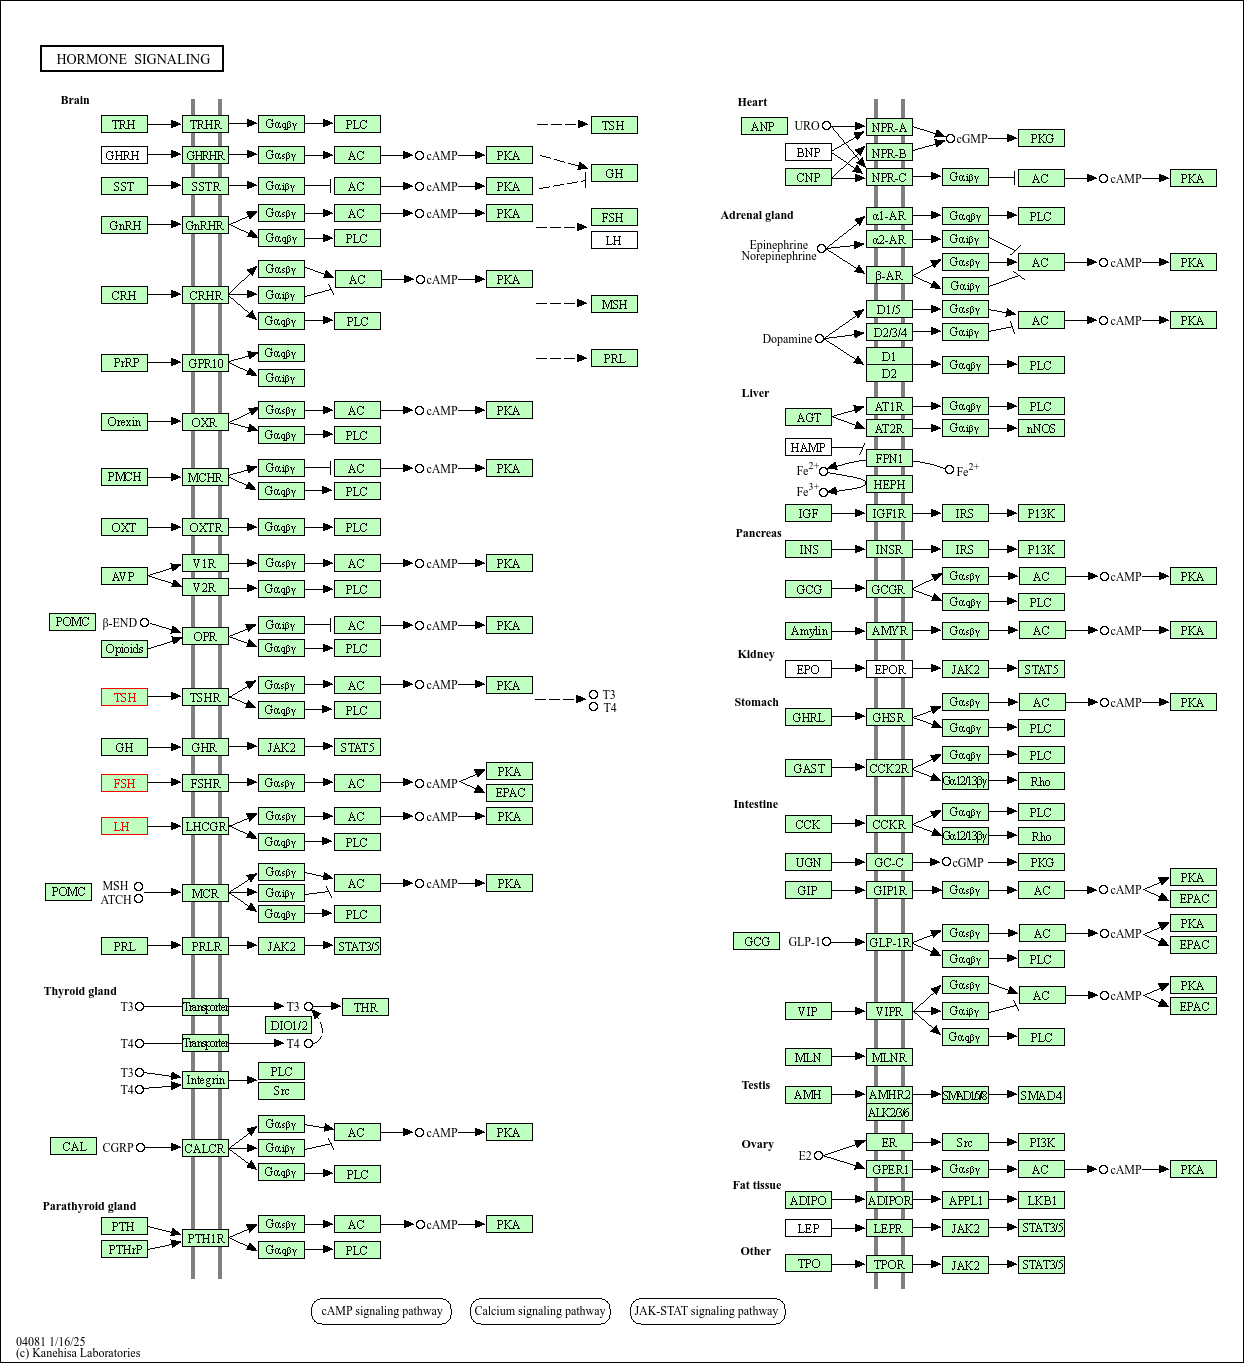 HORMONE SIGNALING
Brain
TRH TRHR Gαqβγ PLC TSH
GHRH GHRHR Gαsβγ AC cAMP PKA
GH
SST SSTR Gαiβγ AC cAMP PKA
GnRH GnRHR Gαsβγ AC cAMP PKA FSH
Gαqβγ PLC LH
CRH CRHR Gαsβγ AC cAMP PKA
Gαiβγ MSH
Gαqβγ PLC
PrRP GPR10 Gαqβγ PRL
Gαiβγ
Orexin OXR Gαsβγ AC cAMP PKA
Gαqβγ PLC
PMCH MCHR Gαiβγ AC cAMP PKA
Gαqβγ PLC
OXT OXTR Gαqβγ PLC
AVP V1R Gαsβγ AC cAMP PKA
V2R Gαqβγ PLC
POMC β-END OPR Gαiβγ AC cAMP PKA
Opioids Gαqβγ PLC
TSH TSHR Gαsβγ AC cAMP PKA T3
Gαqβγ PLC T4
GH GHR JAK2 STAT5
FSH FSHR Gαsβγ AC cAMP PKA
EPAC
LH LHCGR Gαsβγ AC cAMP PKA
Gαqβγ PLC
POMC MSH MCR Gαsβγ AC cAMP PKA
ATCH Gαiβγ
Gαqβγ PLC
PRL PRLR JAK2 STAT3/5
Thyroid gland
T3 Transporter T3 THR
DIO1/2
T4 Transporter T4
T3 Integrin PLC
T4 Src
CAL CGRP CALCR Gαsβγ AC cAMP PKA
Gαiβγ
Gαqβγ PLC
Parathyroid gland
PTH PTH1R Gαsβγ AC cAMP PKA
PTHrP Gαqβγ PLC
Heart
ANP URO NPR-A cGMP PKG
BNP NPR-B
CNP NPR-C Gαiβγ AC cAMP PKA
Adrenal gland
α1-AR Gαqβγ PLC
Epinephrine α2-AR Gαiβγ
Norepinephrine Gαsβγ AC cAMP PKA
β-AR Gαiβγ
D1/5 Gαsβγ AC cAMP PKA
Dopamine D2/3/4 Gαiβγ
D1 Gαqβγ PLC
D2
Liver
AGT AT1R Gαqβγ PLC
AT2R Gαiβγ nNOS
HAMP
FPN1
Fe2+ Fe2+
HEPH
Fe3+
IGF IGF1R IRS P13K
Pancreas
INS INSR IRS P13K
GCG GCGR Gαsβγ AC cAMP PKA
Gαqβγ PLC
Amylin AMYR Gαsβγ AC cAMP PKA
Kidney
EPO EPOR JAK2 STAT5
Stomach
GHRL GHSR Gαsβγ AC cAMP PKA
Gαqβγ PLC
GAST CCK2R Gαqβγ PLC
Gα12/13βγ Rho
Intestine
CCK CCKR Gαqβγ PLC
Gα12/13βγ Rho
UGN GC-C cGMP PKG
GIP GIP1R Gαsβγ AC cAMP PKA
EPAC
GCG GLP-1 GLP-1R Gαsβγ AC cAMP PKA
EPAC
Gαqβγ PLC
VIP VIPR Gαsβγ AC cAMP PKA
Gαiβγ EPAC
Gαqβγ PLC
MLN MLNR
Testis
AMH AMHR2 SMAD1/5/8 SMAD4
ALK2/3/6
Ovary
E2 ER Src PI3K
GPER1 Gαsβγ AC cAMP PKA
Fat tissue
ADIPO ADIPOR APPL1 LKB1
LEP LEPR JAK2 STAT3/5
Other
TPO TPOR JAK2 STAT3/5
cAMP signaling pathway Calcium signaling pathway JAK-STAT signaling pathway
04081 1/16/25
(c) Kanehisa Laboratories